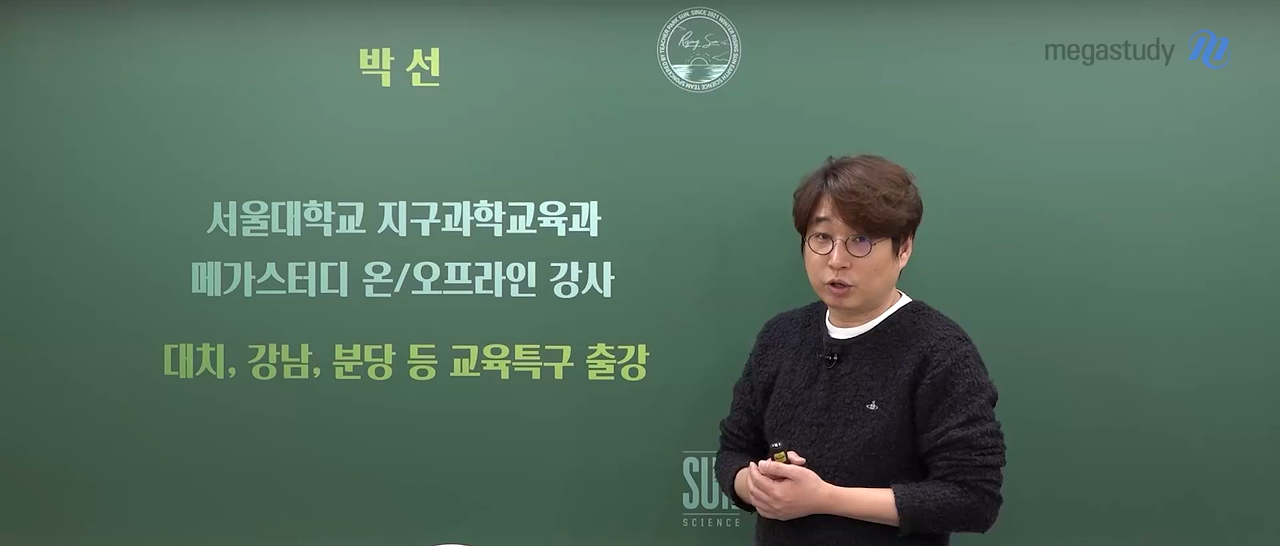 박 선
Rising Sun
megastudy
서울대학교 지구과학교육과
메가스터디 온/오프라인 강사
대치, 강남, 분당 등 교육특구 출강
SCIENCE